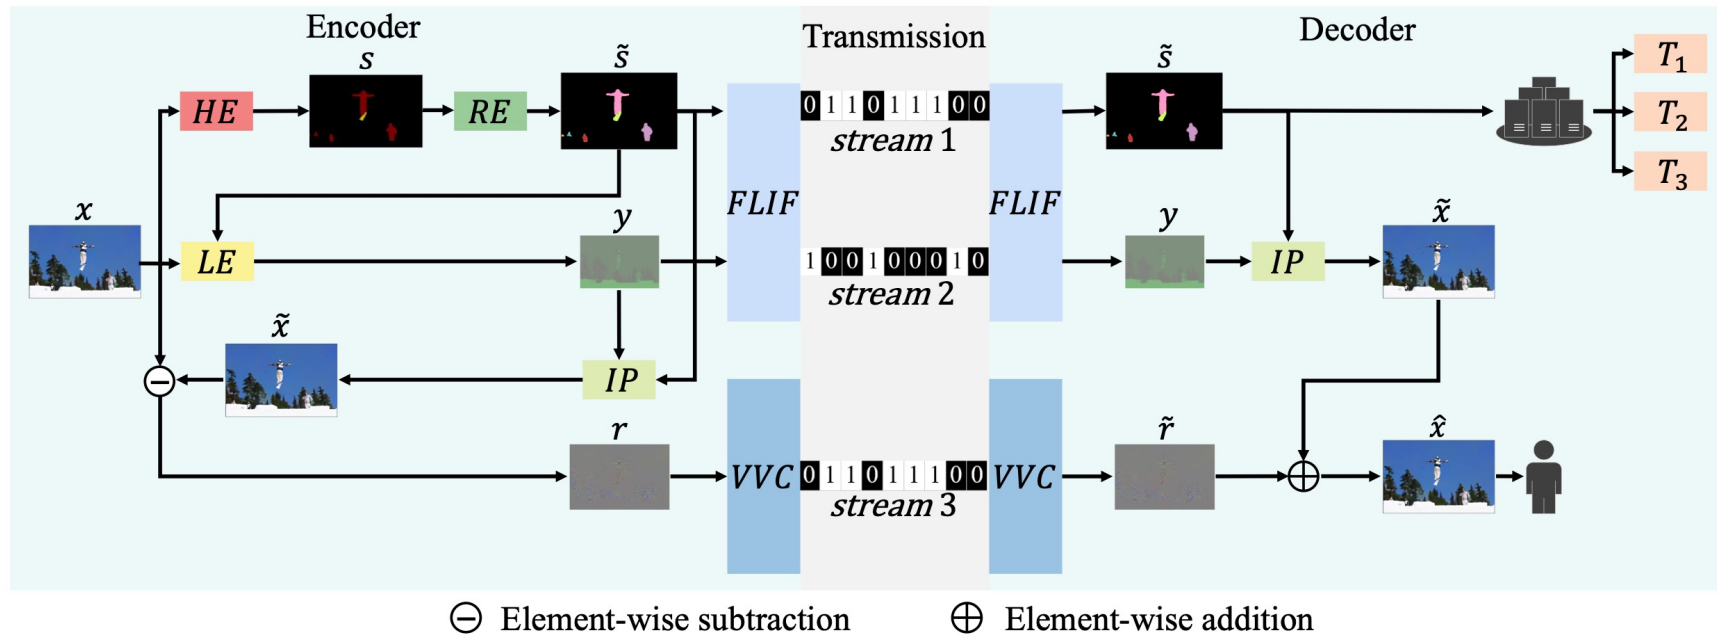 Encoder
Transmission
Decoder
s
s̃
s̃
HE
RE
0 1 1 0 1 1 1 0 0
stream 1
T₁
T₂
T₃
x
y
FLIF
FLIF
y
x̃
LE
1 0 0 1 0 0 0 1 0
stream 2
IP
x̃
IP
r
r̃
x̂
VVC
0 1 1 0 1 1 1 0 0
stream 3
VVC
⊖ Element-wise subtraction
⊕ Element-wise addition